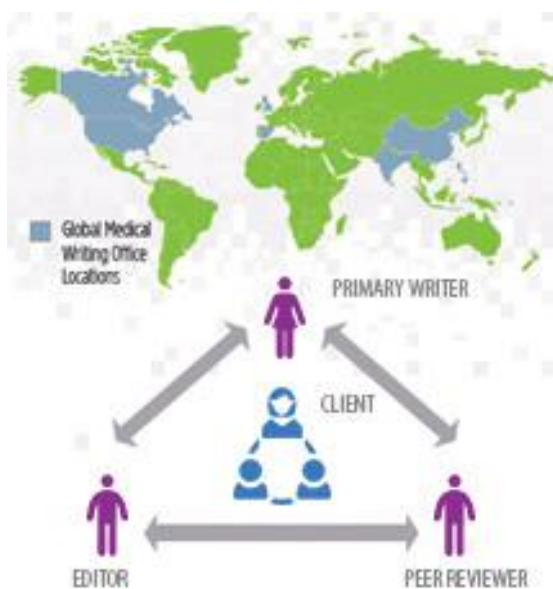 Global Medical
Writing Office
Locations
PRIMARY WRITER
CLIENT
EDITOR
PEER REVIEWER